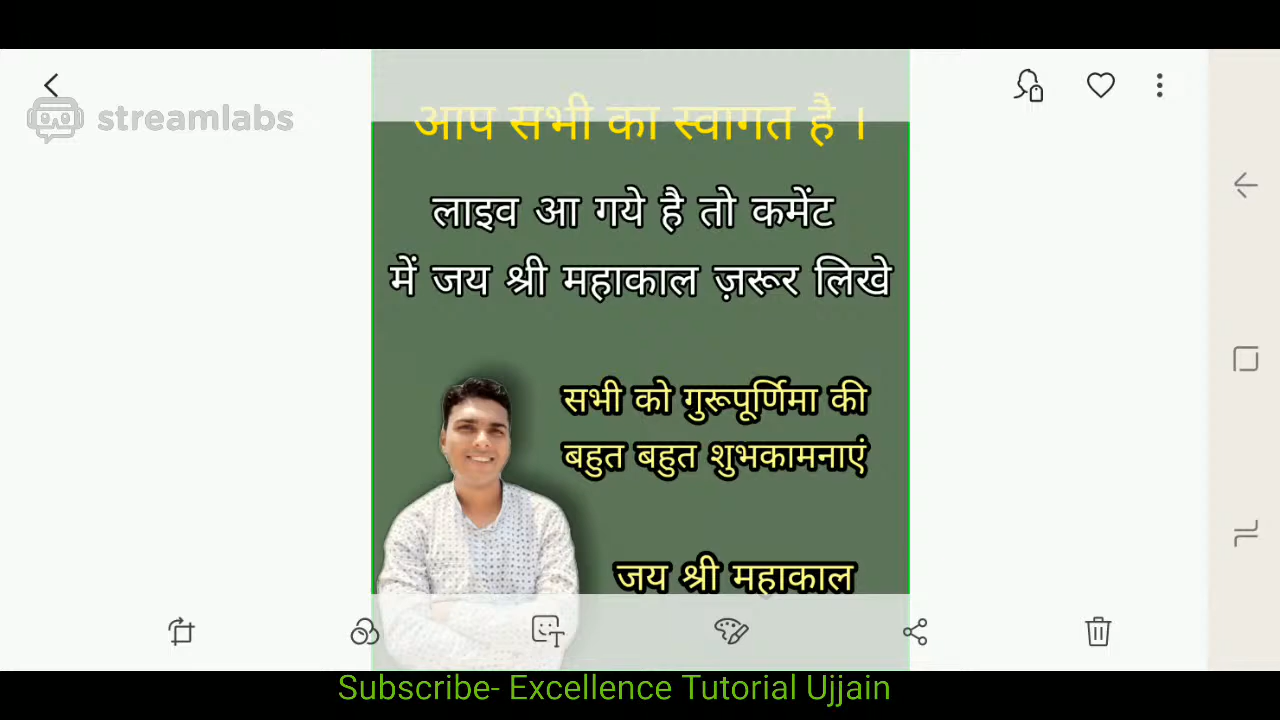 streamlabs
आप सभी का स्वागत है ।
लाइव आ गये है तो कमेंट
में जय श्री महाकाल ज़रूर लिखे
सभी को गुरूपूर्णिमा की
बहुत बहुत शुभकामनाएं
जय श्री महाकाल
Subscribe- Excellence Tutorial Ujjain